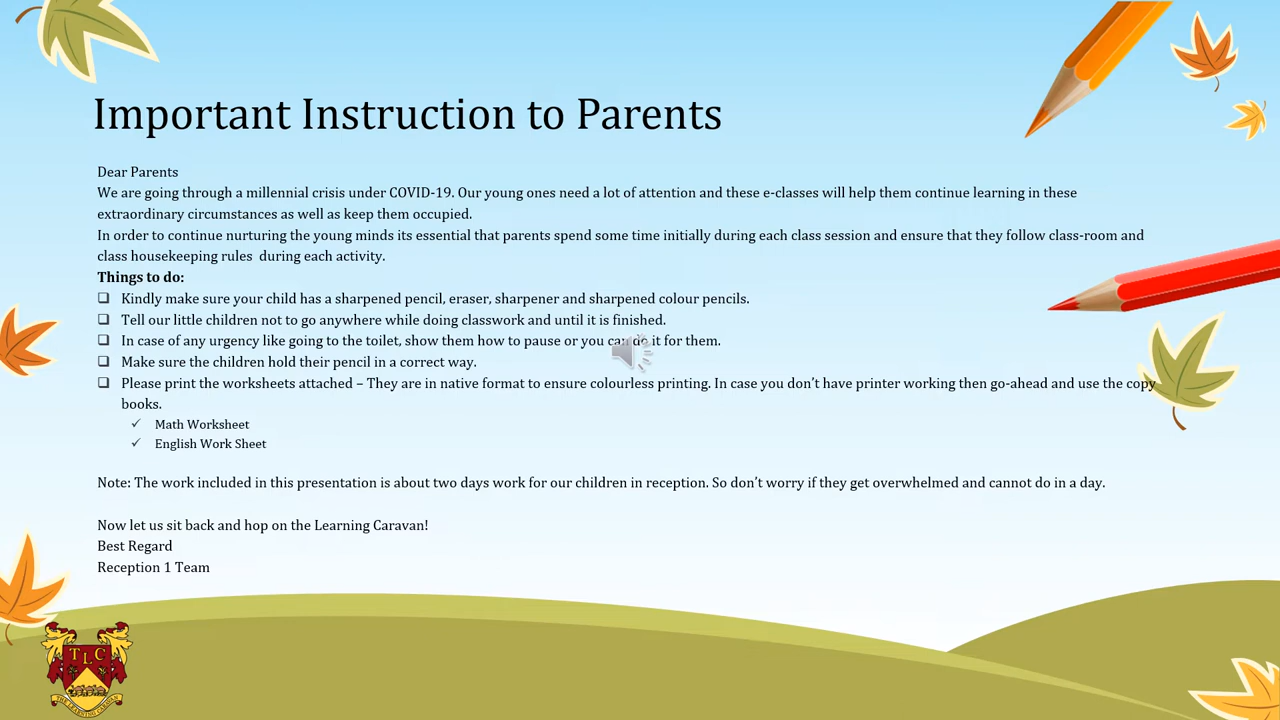 Important Instruction to Parents
Dear Parents
We are going through a millennial crisis under COVID-19. Our young ones need a lot of attention and these e-classes will help them continue learning in these
extraordinary circumstances as well as keep them occupied.
In order to continue nurturing the young minds its essential that parents spend some time initially during each class session and ensure that they follow class-room and
class housekeeping rules  during each activity.
Things to do:
❑ Kindly make sure your child has a sharpened pencil, eraser, sharpener and sharpened colour pencils.
❑ Tell our little children not to go anywhere while doing classwork and until it is finished.
❑ In case of any urgency like going to the toilet, show them how to pause or you can do it for them.
❑ Make sure the children hold their pencil in a correct way.
❑ Please print the worksheets attached – They are in native format to ensure colourless printing. In case you don’t have printer working then go-ahead and use the copy
books.
✓ Math Worksheet
✓ English Work Sheet
Note: The work included in this presentation is about two days work for our children in reception. So don’t worry if they get overwhelmed and cannot do in a day.
Now let us sit back and hop on the Learning Caravan!
Best Regard
Reception 1 Team
TLC
THE LEARNING CARAVAN